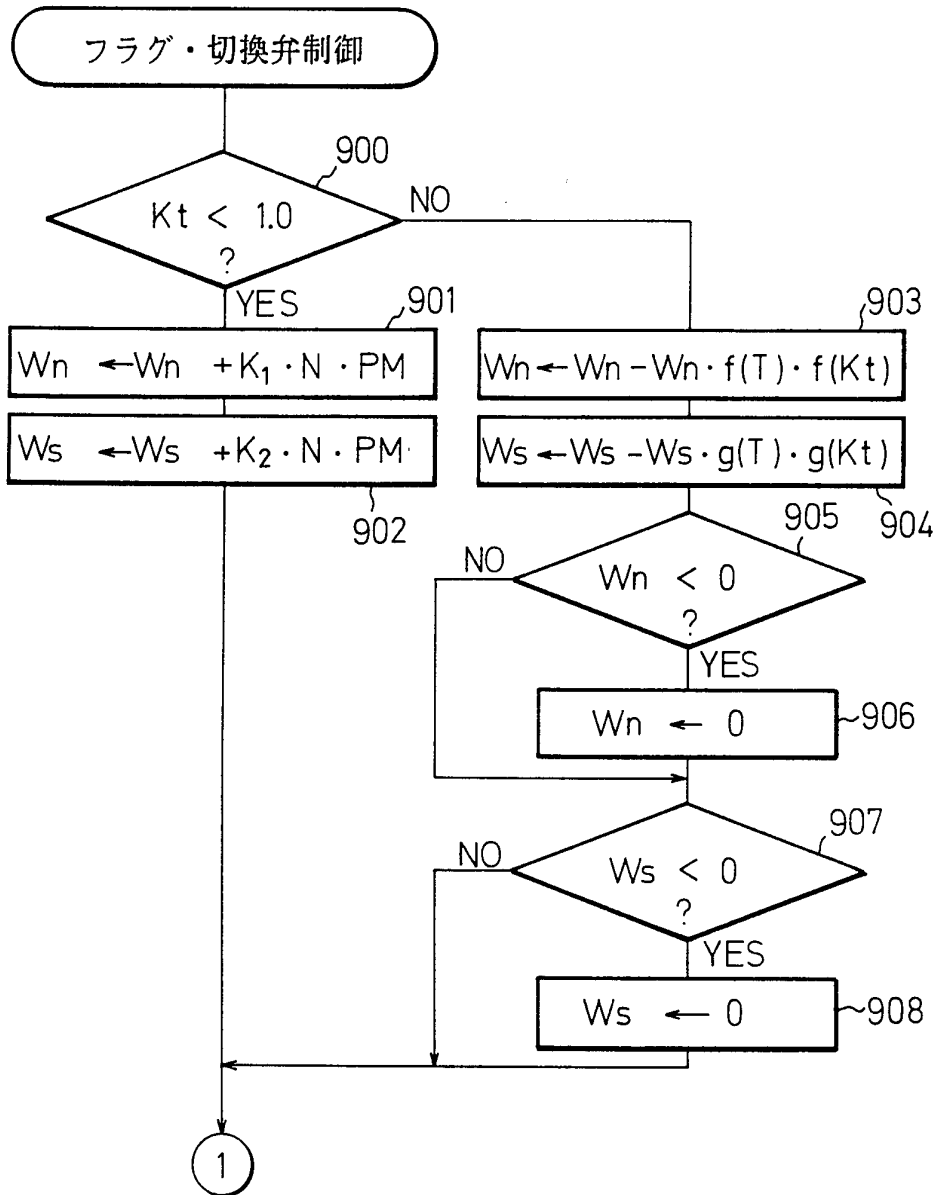 フラグ・切換弁制御
900
Kt < 1.0
?
NO
YES
901
Wn ←Wn +K₁・N・PM
Ws ←Ws +K₂・N・PM
902
903
Wn←Wn-Wn・f(T)・f(Kt)
Ws←Ws-Ws・g(T)・g(Kt)
904
905
Wn < 0
?
NO
YES
Wn ← 0
906
907
Ws < 0
?
NO
YES
Ws ← 0
908
1